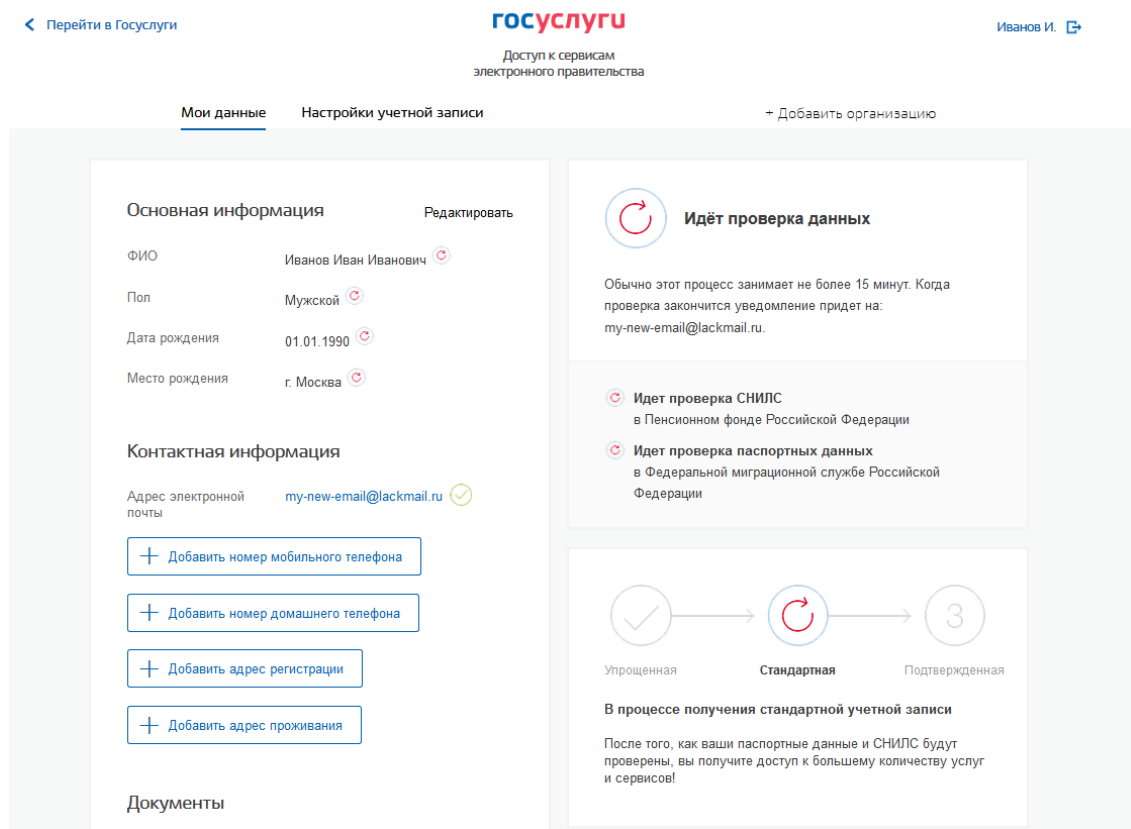 Перейти в Госуслуги
госуслуги
Иванов И.
Доступ к сервисам
электронного правительства
Мои данные
Настройки учетной записи
+ Добавить организацию
Основная информация
Редактировать
ФИО
Иванов Иван Иванович
Пол
Мужской
Дата рождения
01.01.1990
Место рождения
г. Москва
Контактная информация
Адрес электронной
почты
my-new-email@lackmail.ru
Добавить номер мобильного телефона
Добавить номер домашнего телефона
Добавить адрес регистрации
Добавить адрес проживания
Документы
Идёт проверка данных
Обычно этот процесс занимает не более 15 минут. Когда
проверка закончится уведомление придет на:
my-new-email@lackmail.ru.
Идет проверка СНИЛС
в Пенсионном фонде Российской Федерации
Идет проверка паспортных данных
в Федеральной миграционной службе Российской
Федерации
3
Упрощенная
Стандартная
Подтвержденная
В процессе получения стандартной учетной записи
После того, как ваши паспортные данные и СНИЛС будут
проверены, вы получите доступ к большему количеству услуг
и сервисов!